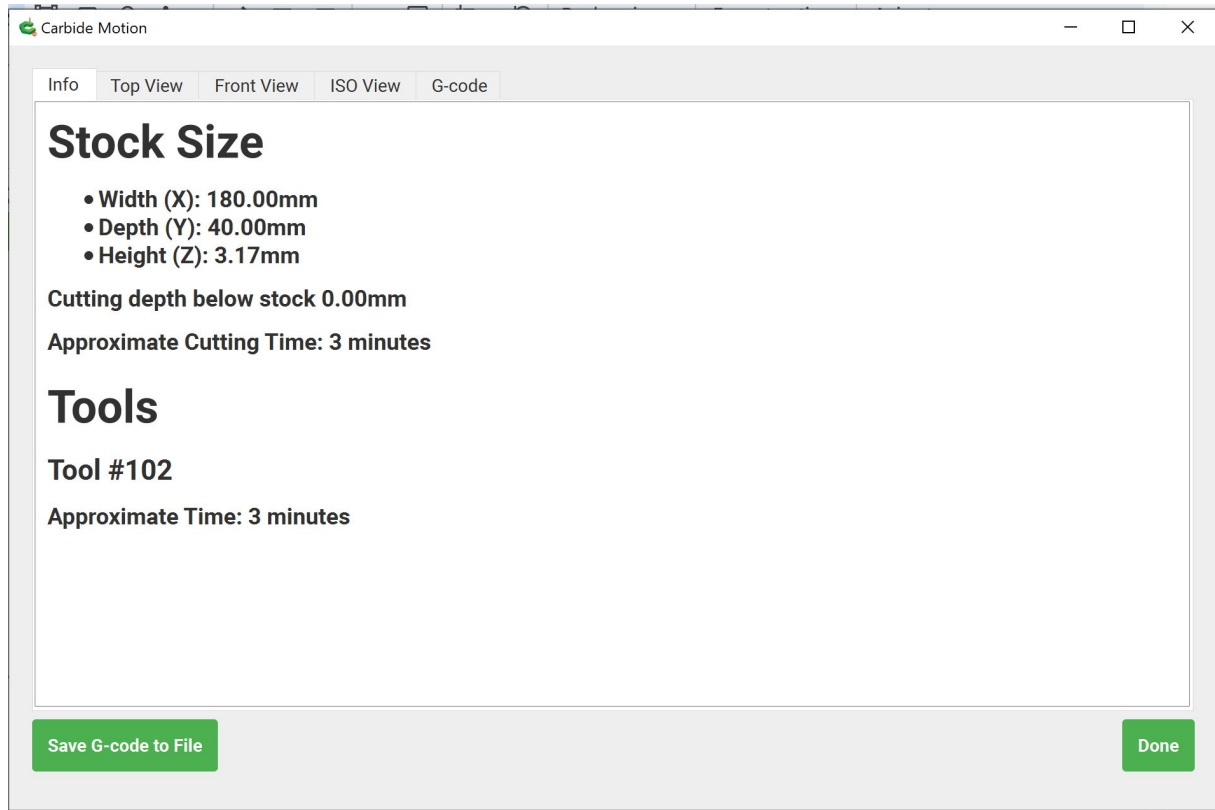 Carbide Motion
Info Top View Front View ISO View G-code
Stock Size
• Width (X): 180.00mm
• Depth (Y): 40.00mm
• Height (Z): 3.17mm
Cutting depth below stock 0.00mm
Approximate Cutting Time: 3 minutes
Tools
Tool #102
Approximate Time: 3 minutes
Save G-code to File Done